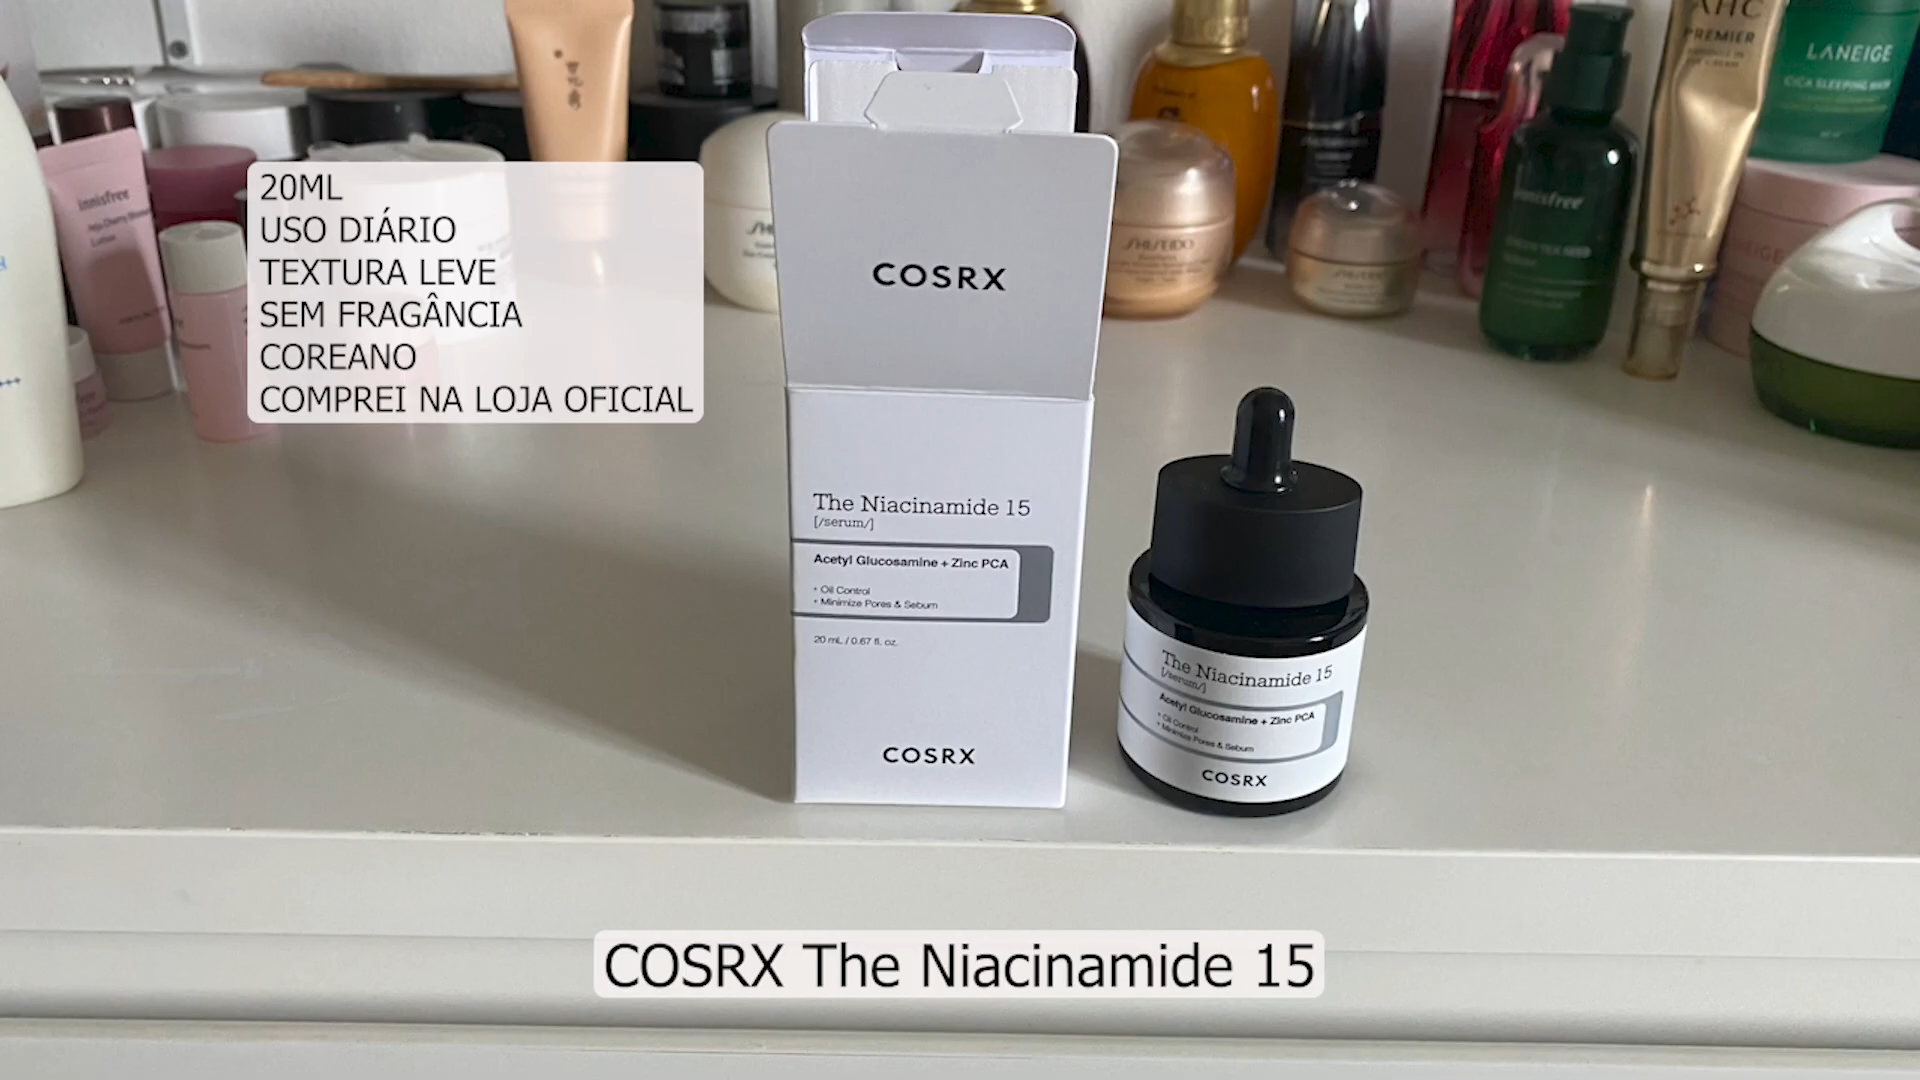 20ML
USO DIÁRIO
TEXTURA LEVE
SEM FRAGÂNCIA
COREANO
COMPREI NA LOJA OFICIAL
COSRX
The Niacinamide 15
[/serum/]
Acetyl Glucosamine + Zinc PCA
+ Oil Control
+ Minimize Pores & Sebum
20 mL / 0.67 fl. oz.
COSRX
The Niacinamide 15
[/serum/]
Acetyl Glucosamine + Zinc PCA
+ Oil Control
+ Minimize Pores & Sebum
COSRX
innisfree
Lotion
SHISEIDO
SHISEIDO
innisfree
AHC
PREMIER
LANEIGE
CICA SLEEPING MASK
COSRX The Niacinamide 15